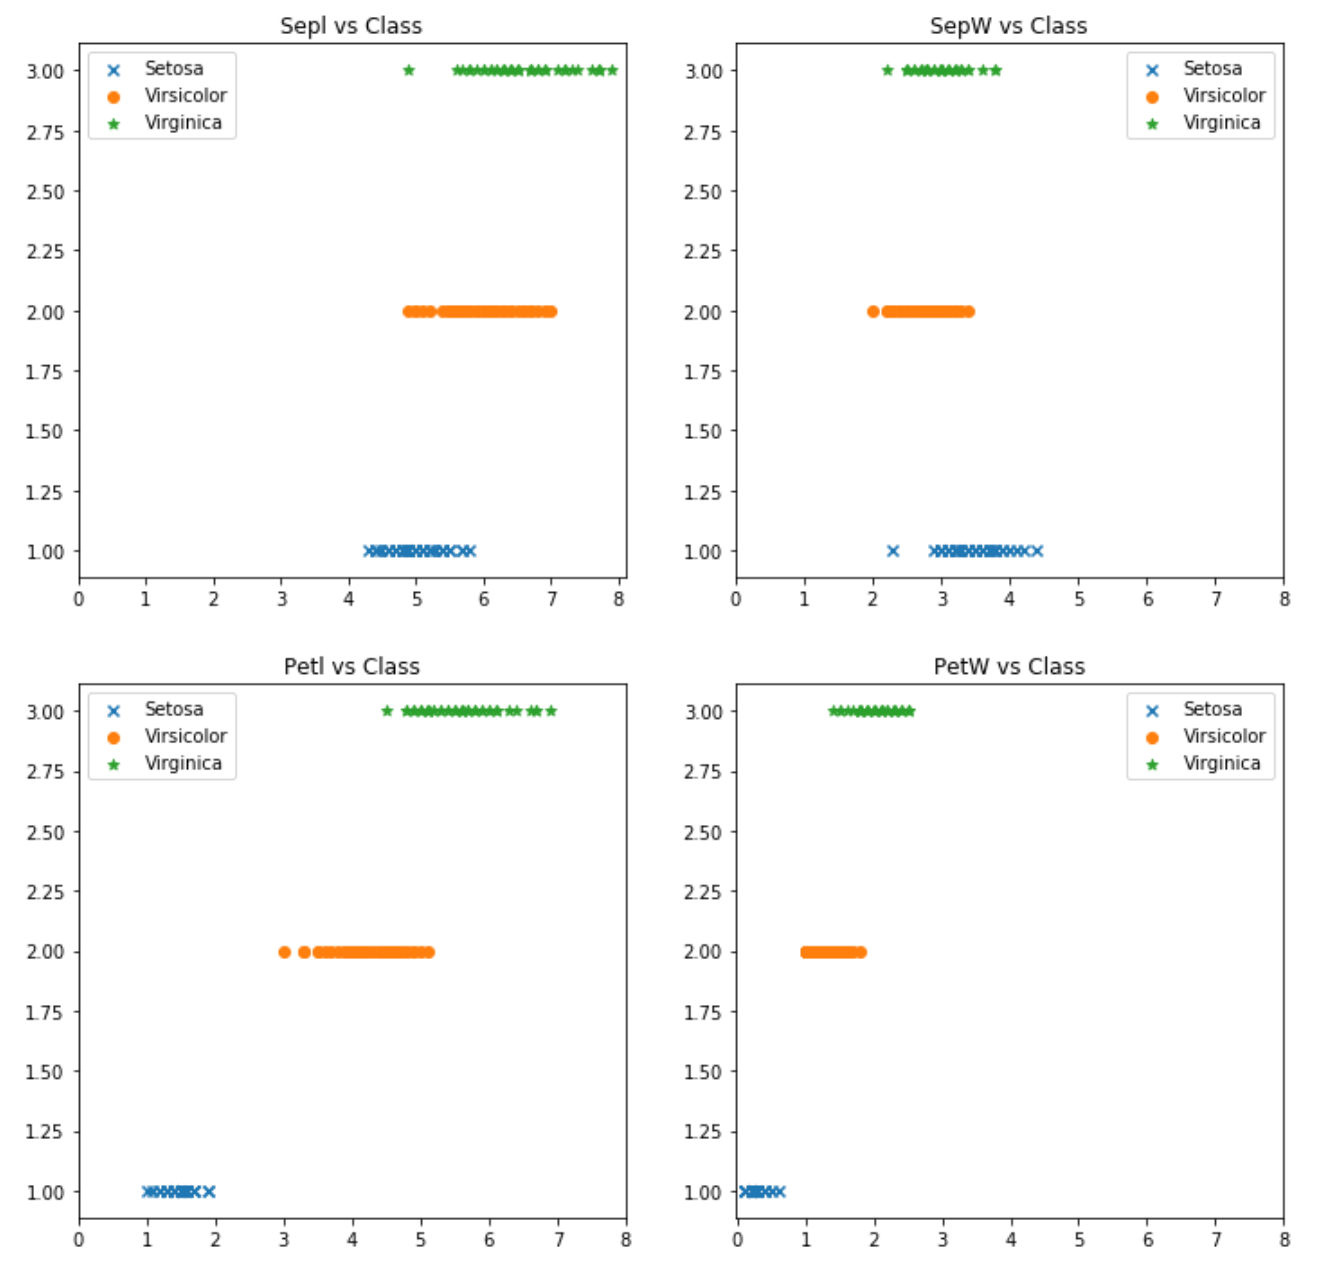 Sepl vs Class
Setosa
Virsicolor
Virginica
3.00
2.75
2.50
2.25
2.00
1.75
1.50
1.25
1.00
0 1 2 3 4 5 6 7 8
SepW vs Class
Setosa
Virsicolor
Virginica
3.00
2.75
2.50
2.25
2.00
1.75
1.50
1.25
1.00
0 1 2 3 4 5 6 7 8
Petl vs Class
Setosa
Virsicolor
Virginica
3.00
2.75
2.50
2.25
2.00
1.75
1.50
1.25
1.00
0 1 2 3 4 5 6 7 8
PetW vs Class
Setosa
Virsicolor
Virginica
3.00
2.75
2.50
2.25
2.00
1.75
1.50
1.25
1.00
0 1 2 3 4 5 6 7 8